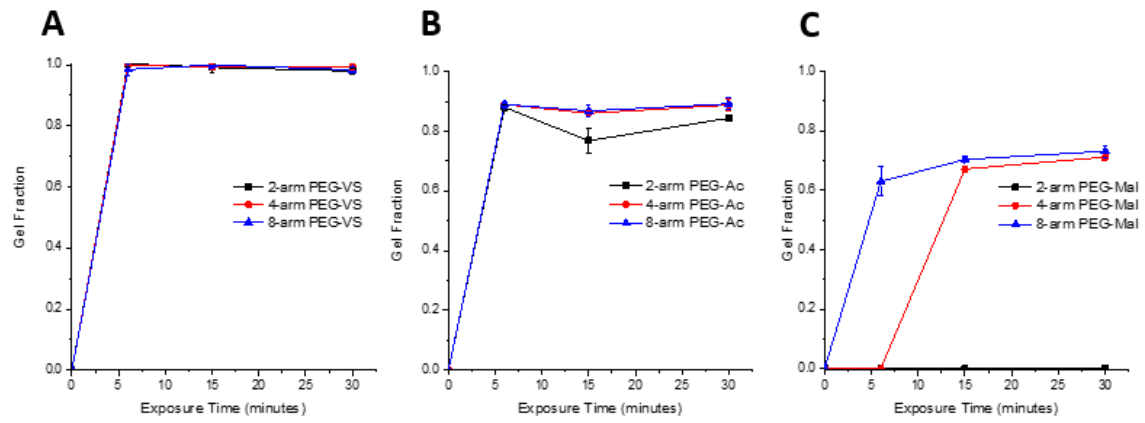 A
1.0
0.8
0.6
0.4
0.2
0.0
Gel Fraction
2-arm PEG-VS
4-arm PEG-VS
8-arm PEG-VS
0 5 10 15 20 25 30
Exposure Time (minutes)
B
1.0
0.8
0.6
0.4
0.2
0.0
Gel Fraction
2-arm PEG-Ac
4-arm PEG-Ac
8-arm PEG-Ac
0 5 10 15 20 25 30
Exposure Time (minutes)
C
1.0
0.8
0.6
0.4
0.2
0.0
Gel Fraction
2-arm PEG-Mal
4-arm PEG-Mal
8-arm PEG-Mal
0 5 10 15 20 25 30
Exposure Time (minutes)